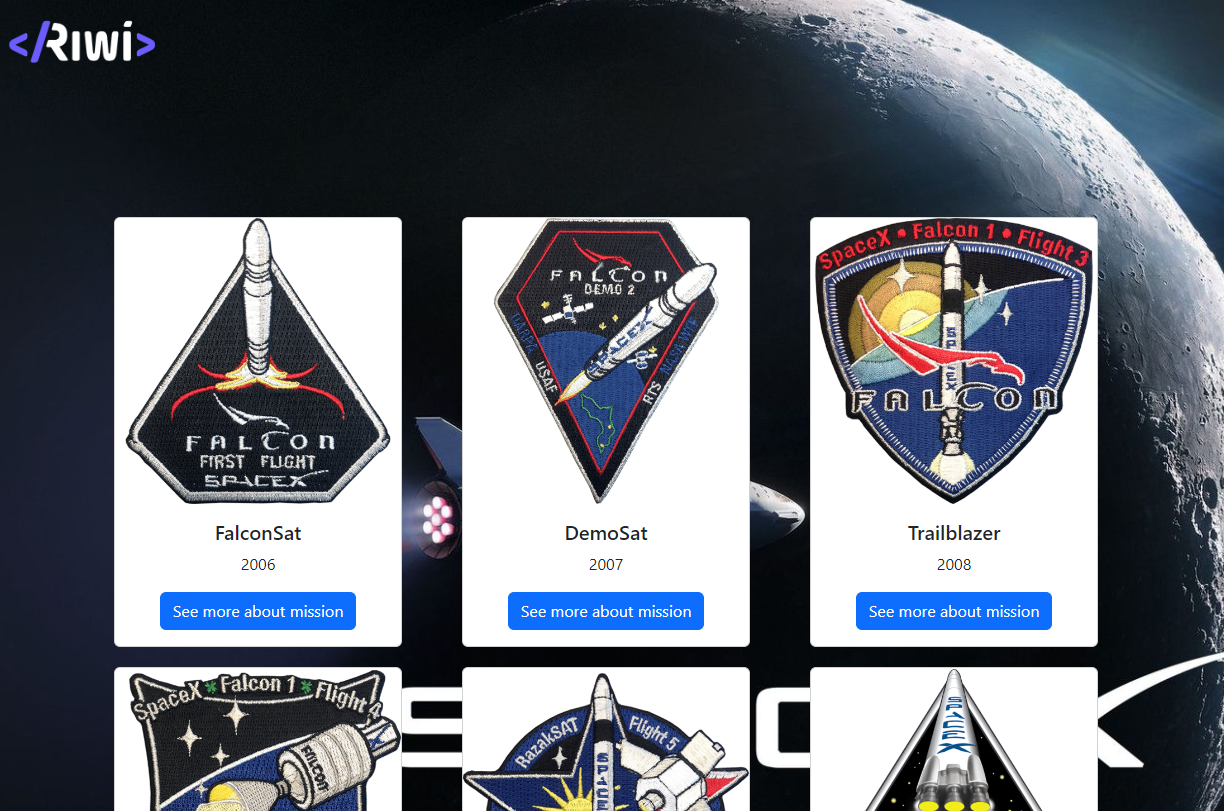 </Riwi>
SpaceX • Falcon 1 • Flight 3
FALCON
DEMO 2
SPACEX
DARPA
USAF
RTS
NASA WFF
SPACEX
FALCON
FALCON
FIRST FLIGHT
SPACEX
FalconSat
DemoSat
Trailblazer
2006
2007
2008
See more about mission
See more about mission
See more about mission
SpaceX Falcon 1 Flight 4
FALCON
RazakSAT
Flight 5
SPACE
SPACEX